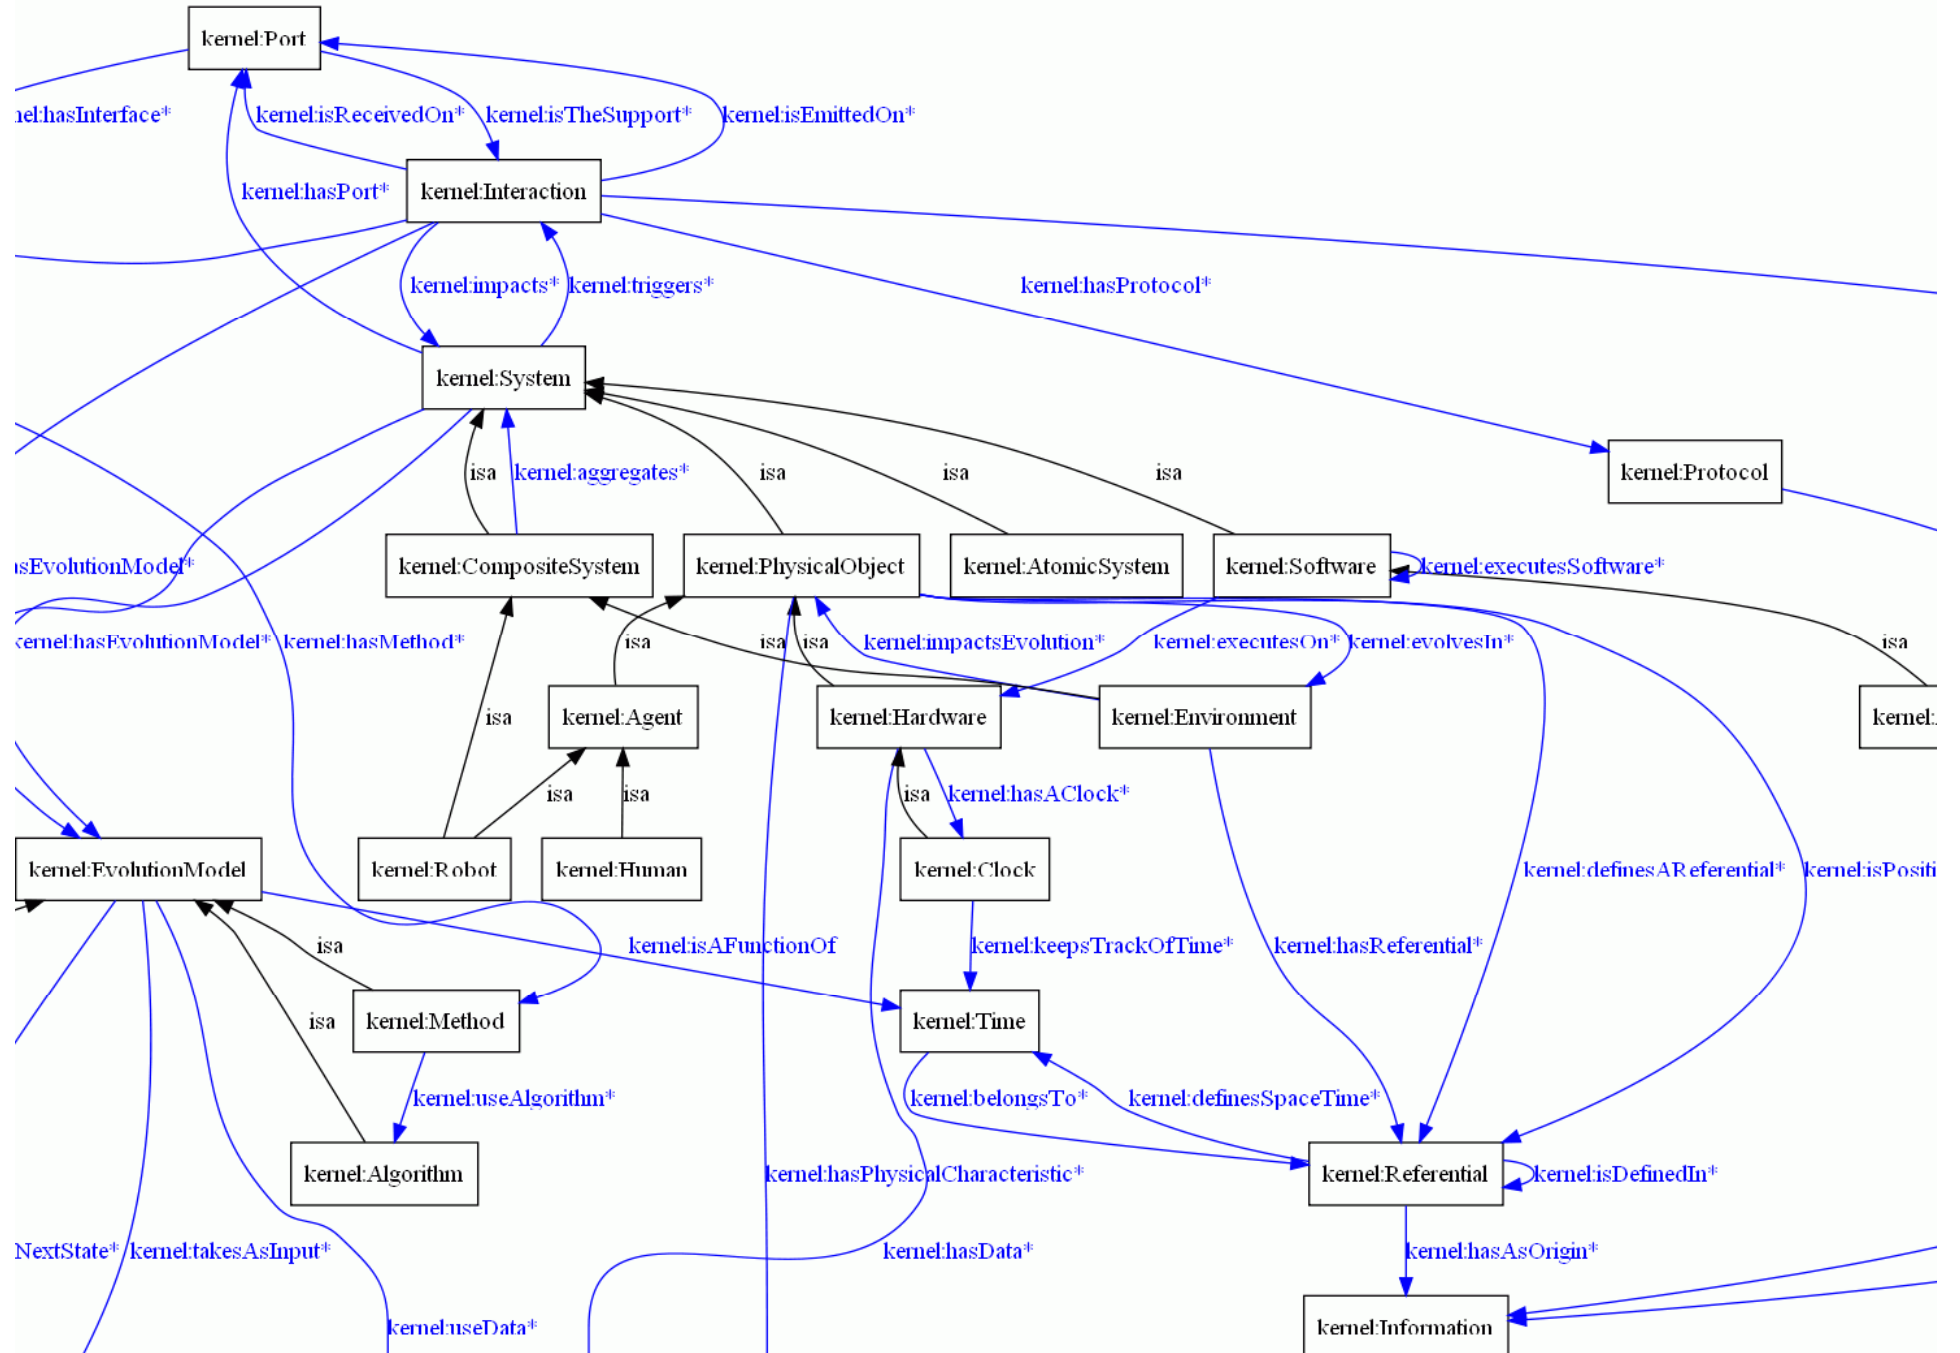 kernel:Port
nel:hasInterface*
kernel:isReceivedOn*
kernel:isTheSupport*
kernel:isEmittedOn*
kernel:hasPort*
kernel:Interaction
kernel:impacts*
kernel:triggers*
kernel:hasProtocol*
kernel:System
isa
kernel:aggregates*
isa
isa
isa
kernel:Protocol
asEvolutionModel*
kernel:CompositeSystem
kernel:PhysicalObject
kernel:AtomicSystem
kernel:Software
kernel:executesSoftware*
kernel:hasEvolutionModel*
kernel:hasMethod*
isa
isa
isa
kernel:impactsEvolution*
kernel:executesOn*
kernel:evolvesIn*
isa
isa
kernel:Agent
kernel:Hardware
kernel:Environment
kernel:
isa
isa
isa
kernel:hasAClock*
kernel:EvolutionModel
kernel:Robot
kernel:Human
kernel:Clock
kernel:definesAReferential*
kernel:isPositi
isa
kernel:isAFunctionOf
kernel:keepsTrackOfTime*
kernel:hasReferential*
isa
kernel:Method
kernel:Time
kernel:useAlgorithm*
kernel:belongsTo*
kernel:definesSpaceTime*
kernel:Algorithm
kernel:hasPhysicalCharacteristic*
kernel:Referential
kernel:isDefinedIn*
NextState*
kernel:takesAsInput*
kernel:hasData*
kernel:hasAsOrigin*
kernel:useData*
kernel:Information